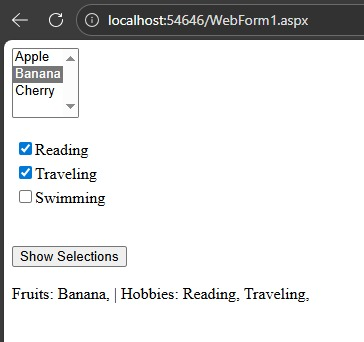 localhost:54646/WebForm1.aspx
Apple
Banana
Cherry
Reading
Traveling
Swimming
Show Selections
Fruits: Banana, | Hobbies: Reading, Traveling,